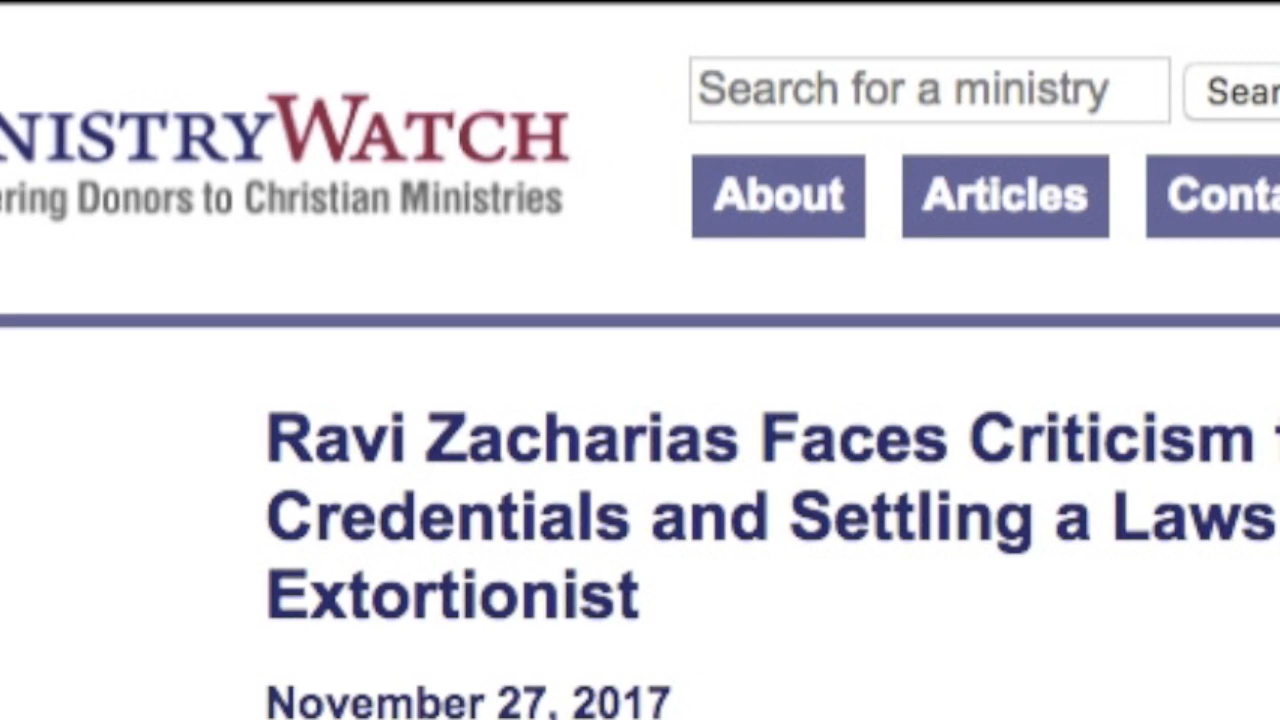 Search for a ministry
Sear
NISTRYWATCH
ering Donors to Christian Ministries
About Articles Conta
Ravi Zacharias Faces Criticism
Credentials and Settling a Laws
Extortionist
November 27, 2017